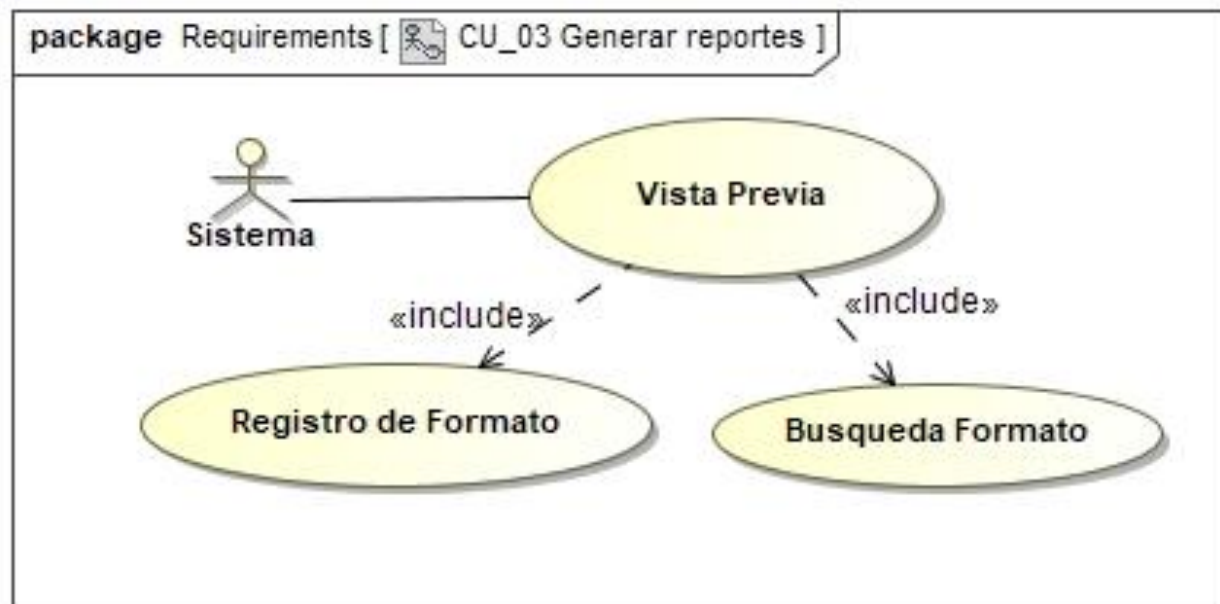 package Requirements [ CU_03 Generar reportes ]
Vista Previa
Sistema
«include»
«include»
Registro de Formato
Busqueda Formato